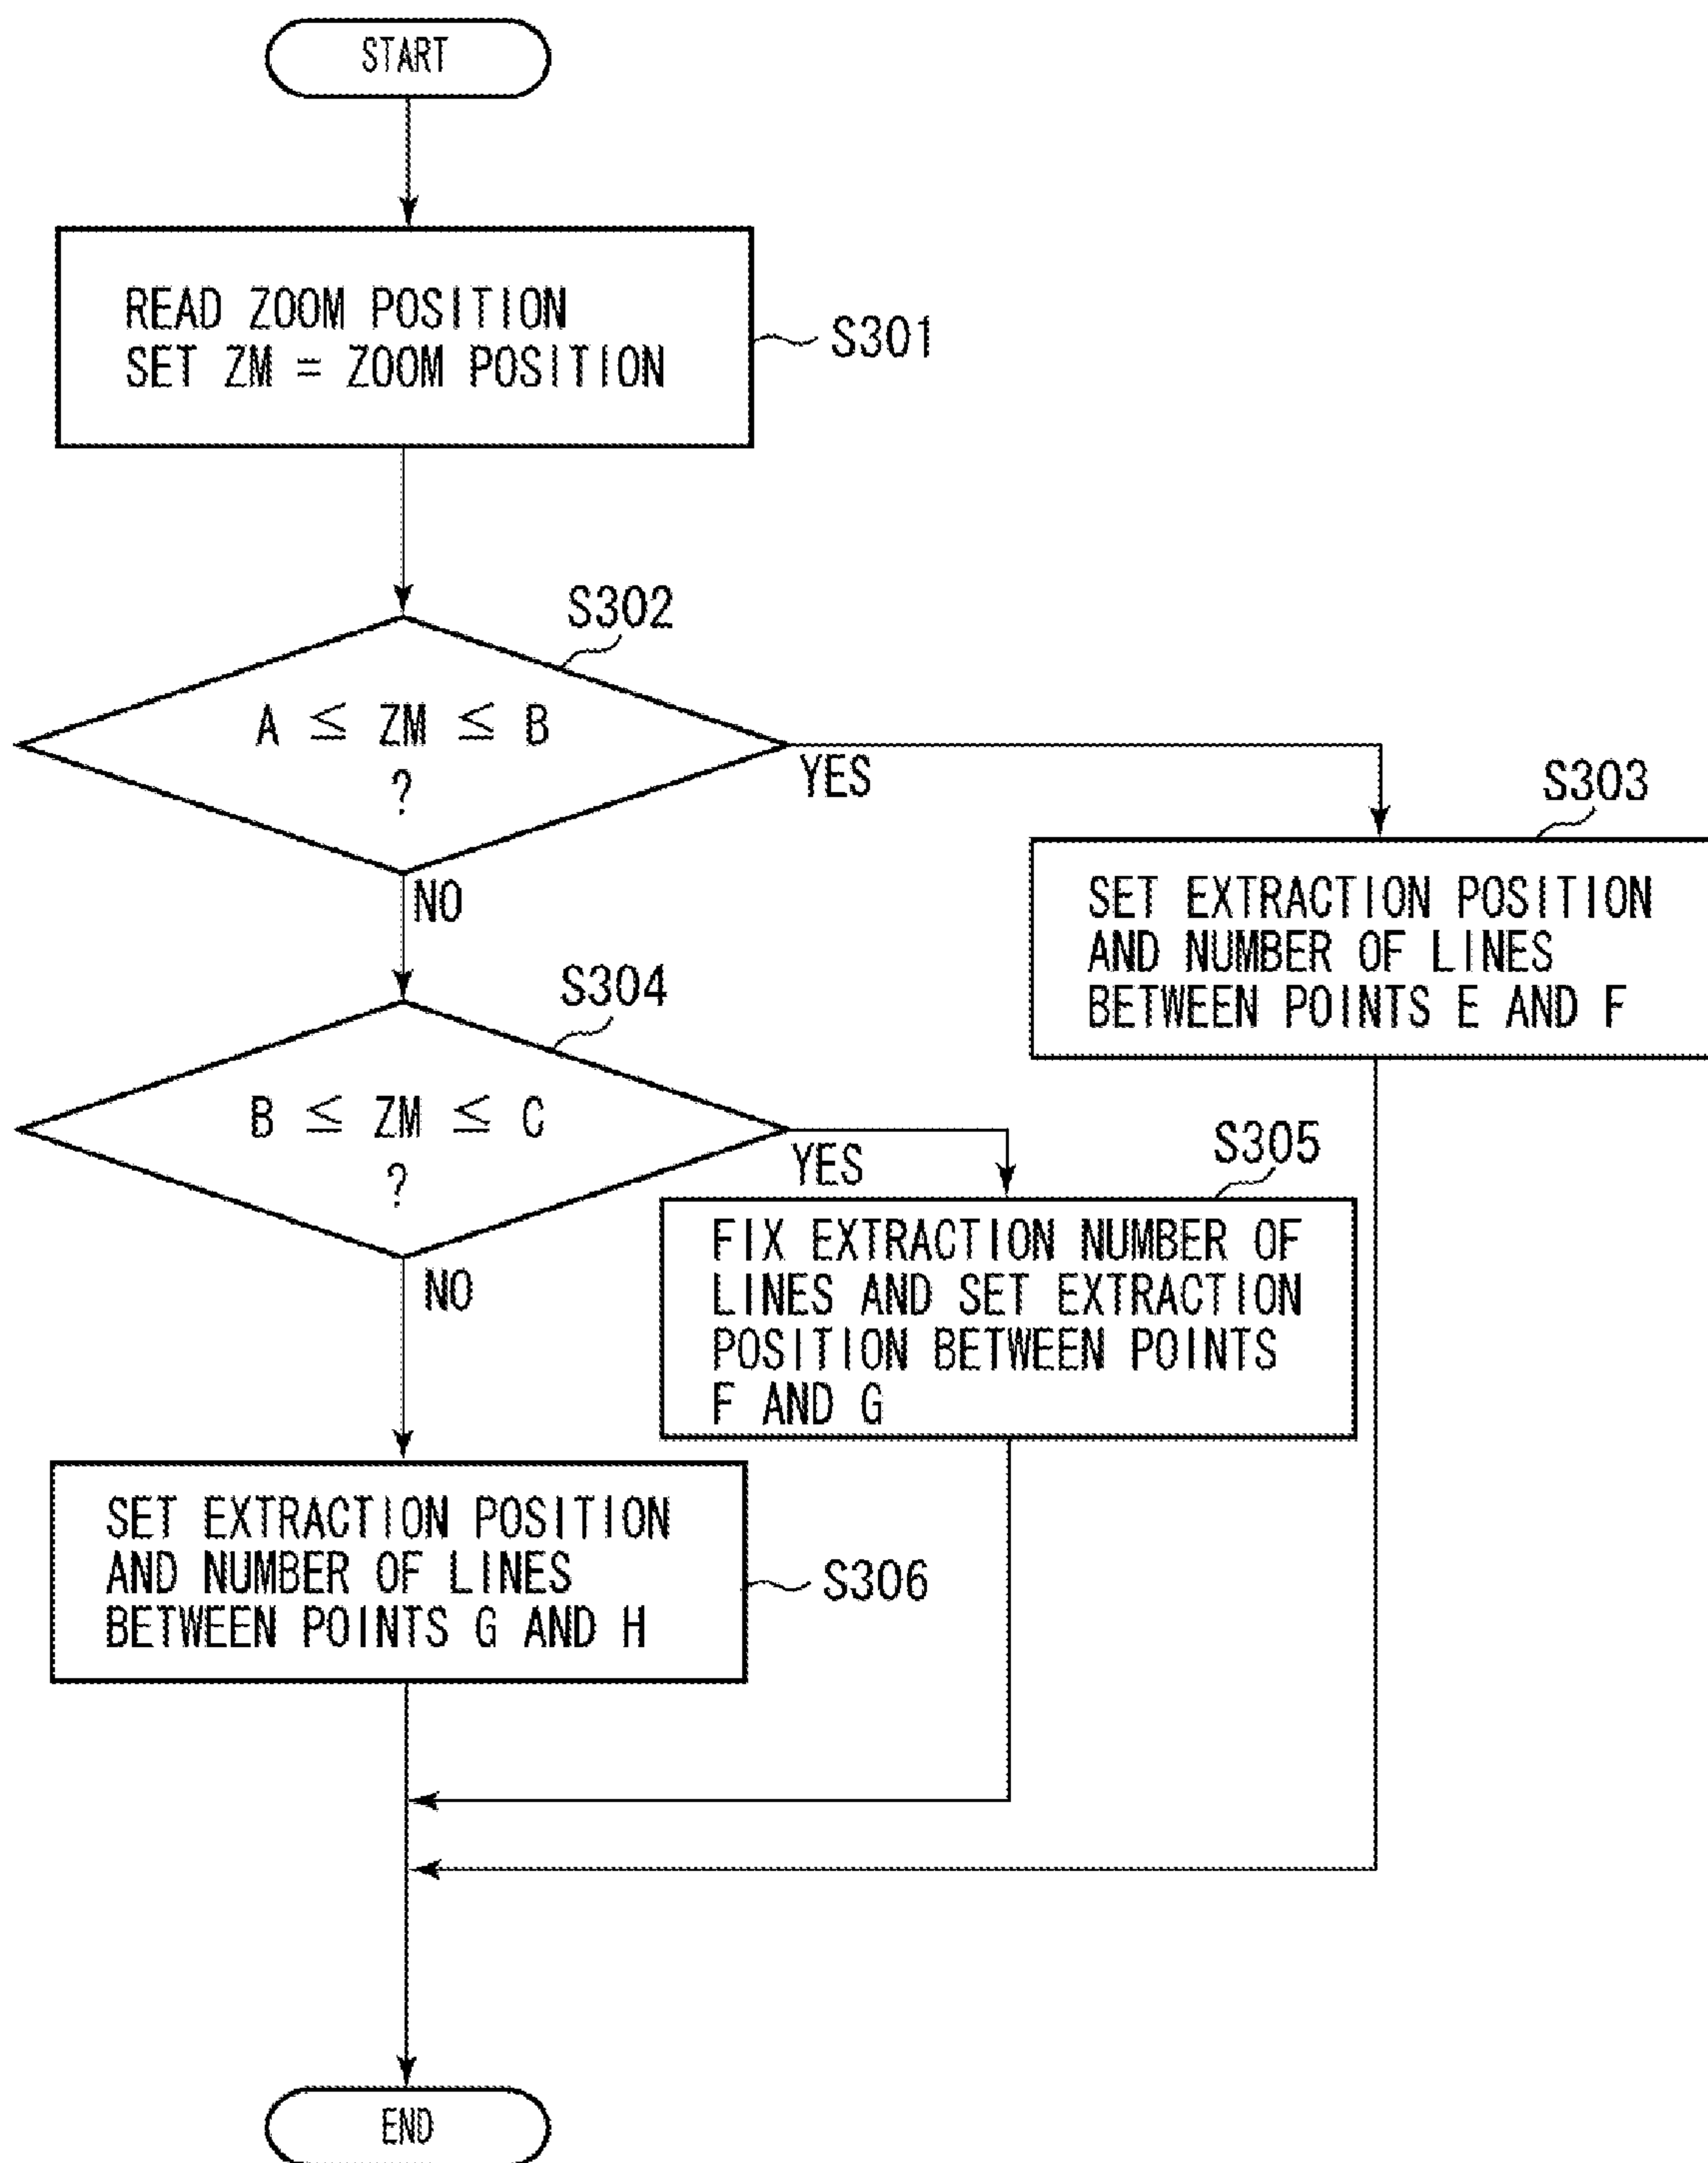 START
READ ZOOM POSITION
SET ZM = ZOOM POSITION
S301
S302
A ≦ ZM ≦ B
?
YES
NO
S303
SET EXTRACTION POSITION
AND NUMBER OF LINES
BETWEEN POINTS E AND F
S304
B ≦ ZM ≦ C
?
YES
NO
S305
FIX EXTRACTION NUMBER OF
LINES AND SET EXTRACTION
POSITION BETWEEN POINTS
F AND G
SET EXTRACTION POSITION
AND NUMBER OF LINES
BETWEEN POINTS G AND H
S306
END